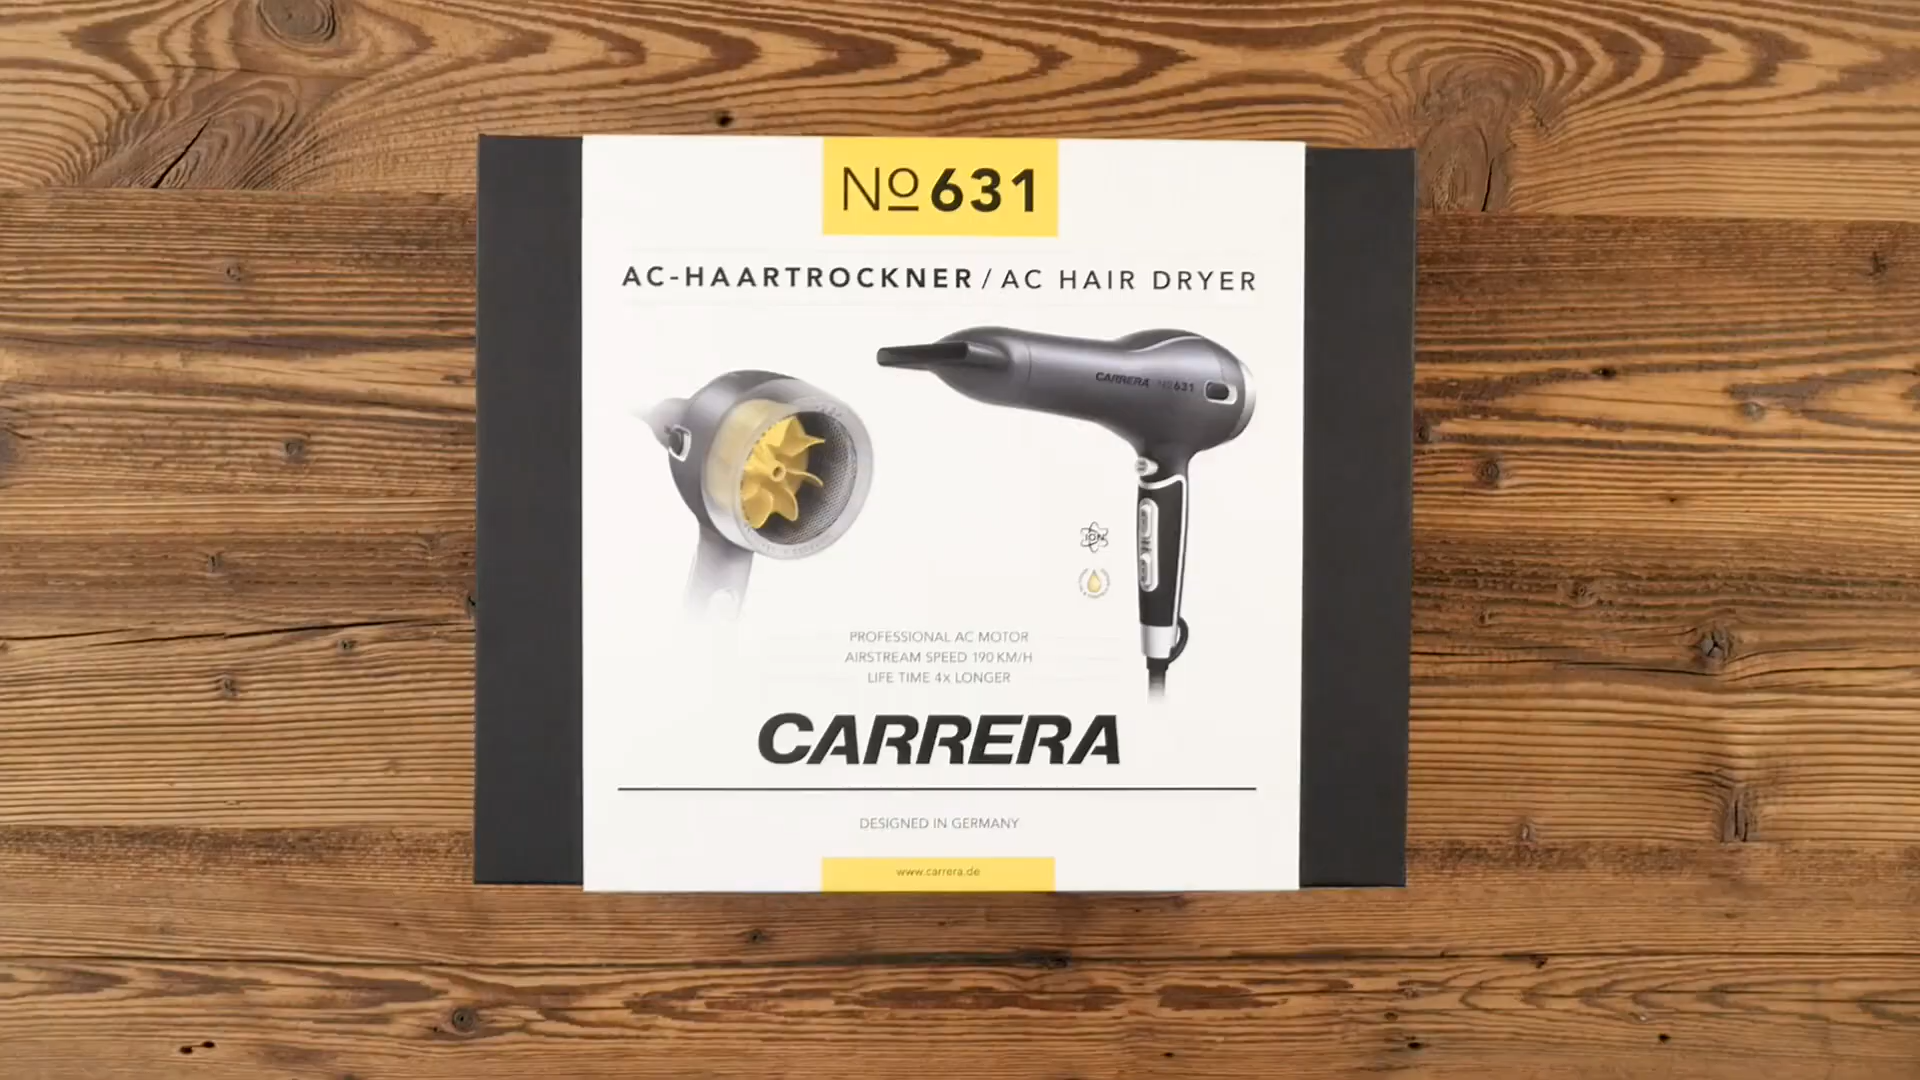 Nº631
AC-HAARTROCKNER / AC HAIR DRYER
CARRERA Nº631
ION
PROFESSIONAL AC MOTOR
AIRSTREAM SPEED 190 KM/H
LIFE TIME 4x LONGER
CARRERA
DESIGNED IN GERMANY
www.carrera.de